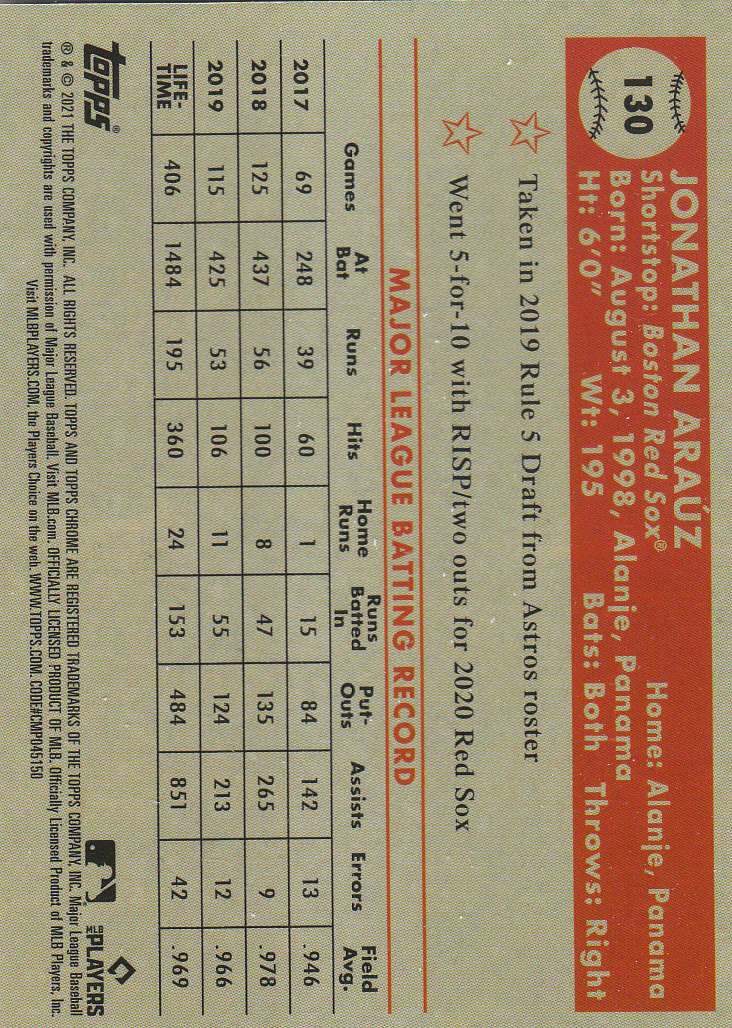 130
JONATHAN ARAÚZ
Shortstop: Boston Red Sox® Home: Alanje, Panama
Born: August 3, 1998, Alanje, Panama
Ht: 6'0" Wt: 195 Bats: Both Throws: Right
Taken in 2019 Rule 5 Draft from Astros roster
Went 5-for-10 with RISP/two outs for 2020 Red Sox
MAJOR LEAGUE BATTING RECORD
Games At Bat Runs Hits Home Runs Runs Batted In Put-Outs Assists Errors Field Avg.
2017 69 248 39 60 1 15 84 142 13 .946
2018 125 437 56 100 8 47 135 265 9 .978
2019 115 425 53 106 11 55 124 213 12 .966
LIFE-TIME 406 1484 195 360 24 153 484 851 42 .969
topps®
MLB PLAYERS
® & © 2021 THE TOPPS COMPANY, INC. ALL RIGHTS RESERVED. TOPPS AND TOPPS CHROME ARE REGISTERED TRADEMARKS OF THE TOPPS COMPANY, INC. Major League Baseball
trademarks and copyrights are used with permission of Major League Baseball. Visit MLB.com. OFFICIALLY LICENSED PRODUCT OF MLB. Officially Licensed Product of MLB Players, Inc.
Visit MLBPLAYERS.COM, the Players Choice on the web. WWW.TOPPS.COM. CODE#CMPD45150